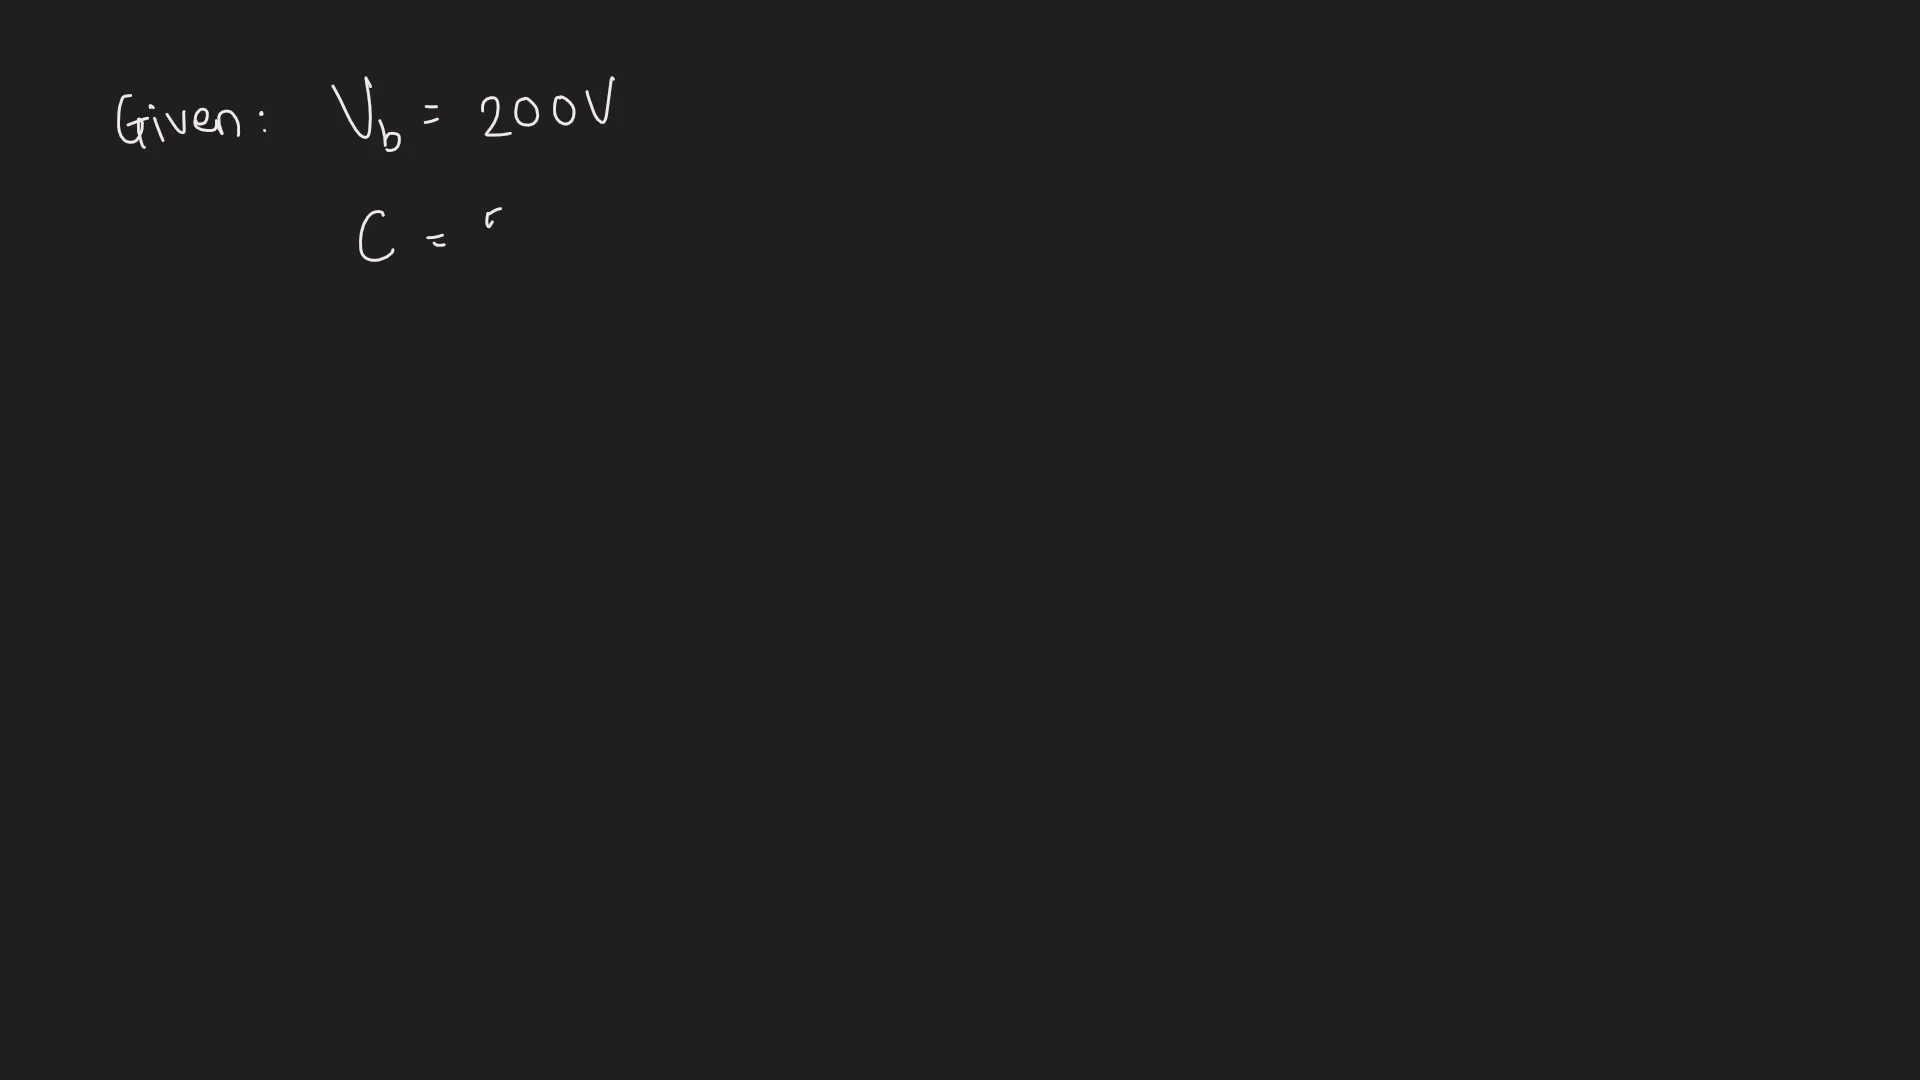 Given: V_b = 200V
C =